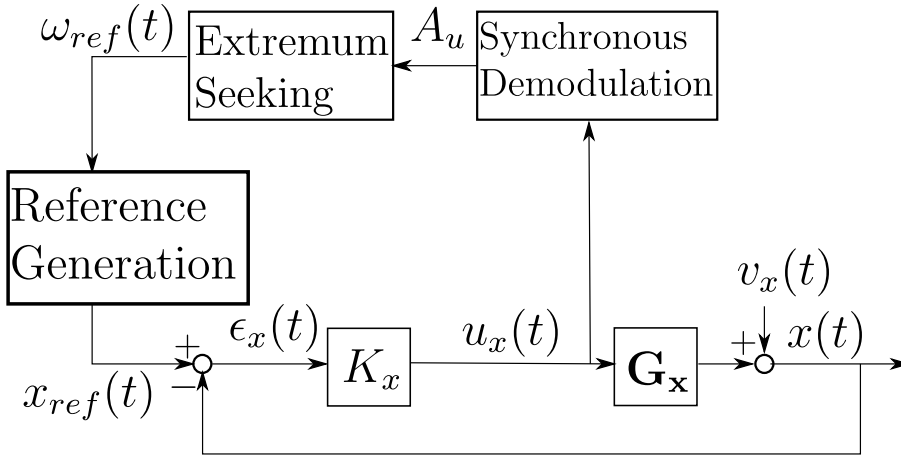 ω_ref(t)
Extremum
Seeking
A_u
Synchronous
Demodulation
Reference
Generation
v_x(t)
+
ϵ_x(t)
K_x
u_x(t)
G_x
+
x(t)
x_ref(t)
−